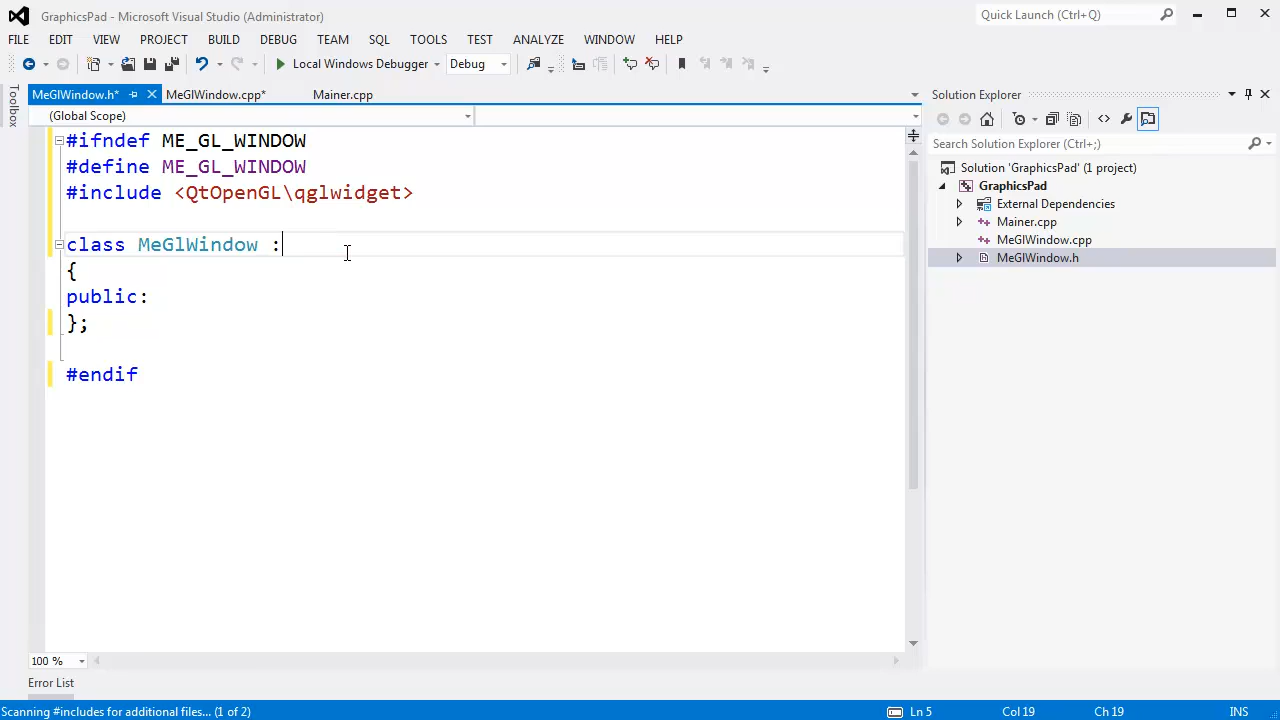 GraphicsPad - Microsoft Visual Studio (Administrator)
Quick Launch (Ctrl+Q)
FILE EDIT VIEW PROJECT BUILD DEBUG TEAM SQL TOOLS TEST ANALYZE WINDOW HELP
Local Windows Debugger Debug
Toolbox
MeGlWindow.h* MeGlWindow.cpp* Mainer.cpp
(Global Scope)
#ifndef ME_GL_WINDOW
#define ME_GL_WINDOW
#include <QtOpenGL\qglwidget>
class MeGlWindow :
{
public:
};
#endif
100 %
Solution Explorer
Search Solution Explorer (Ctrl+;)
Solution 'GraphicsPad' (1 project)
GraphicsPad
External Dependencies
Mainer.cpp
MeGlWindow.cpp
MeGlWindow.h
Error List
Scanning #includes for additional files... (1 of 2) Ln 5 Col 19 Ch 19 INS